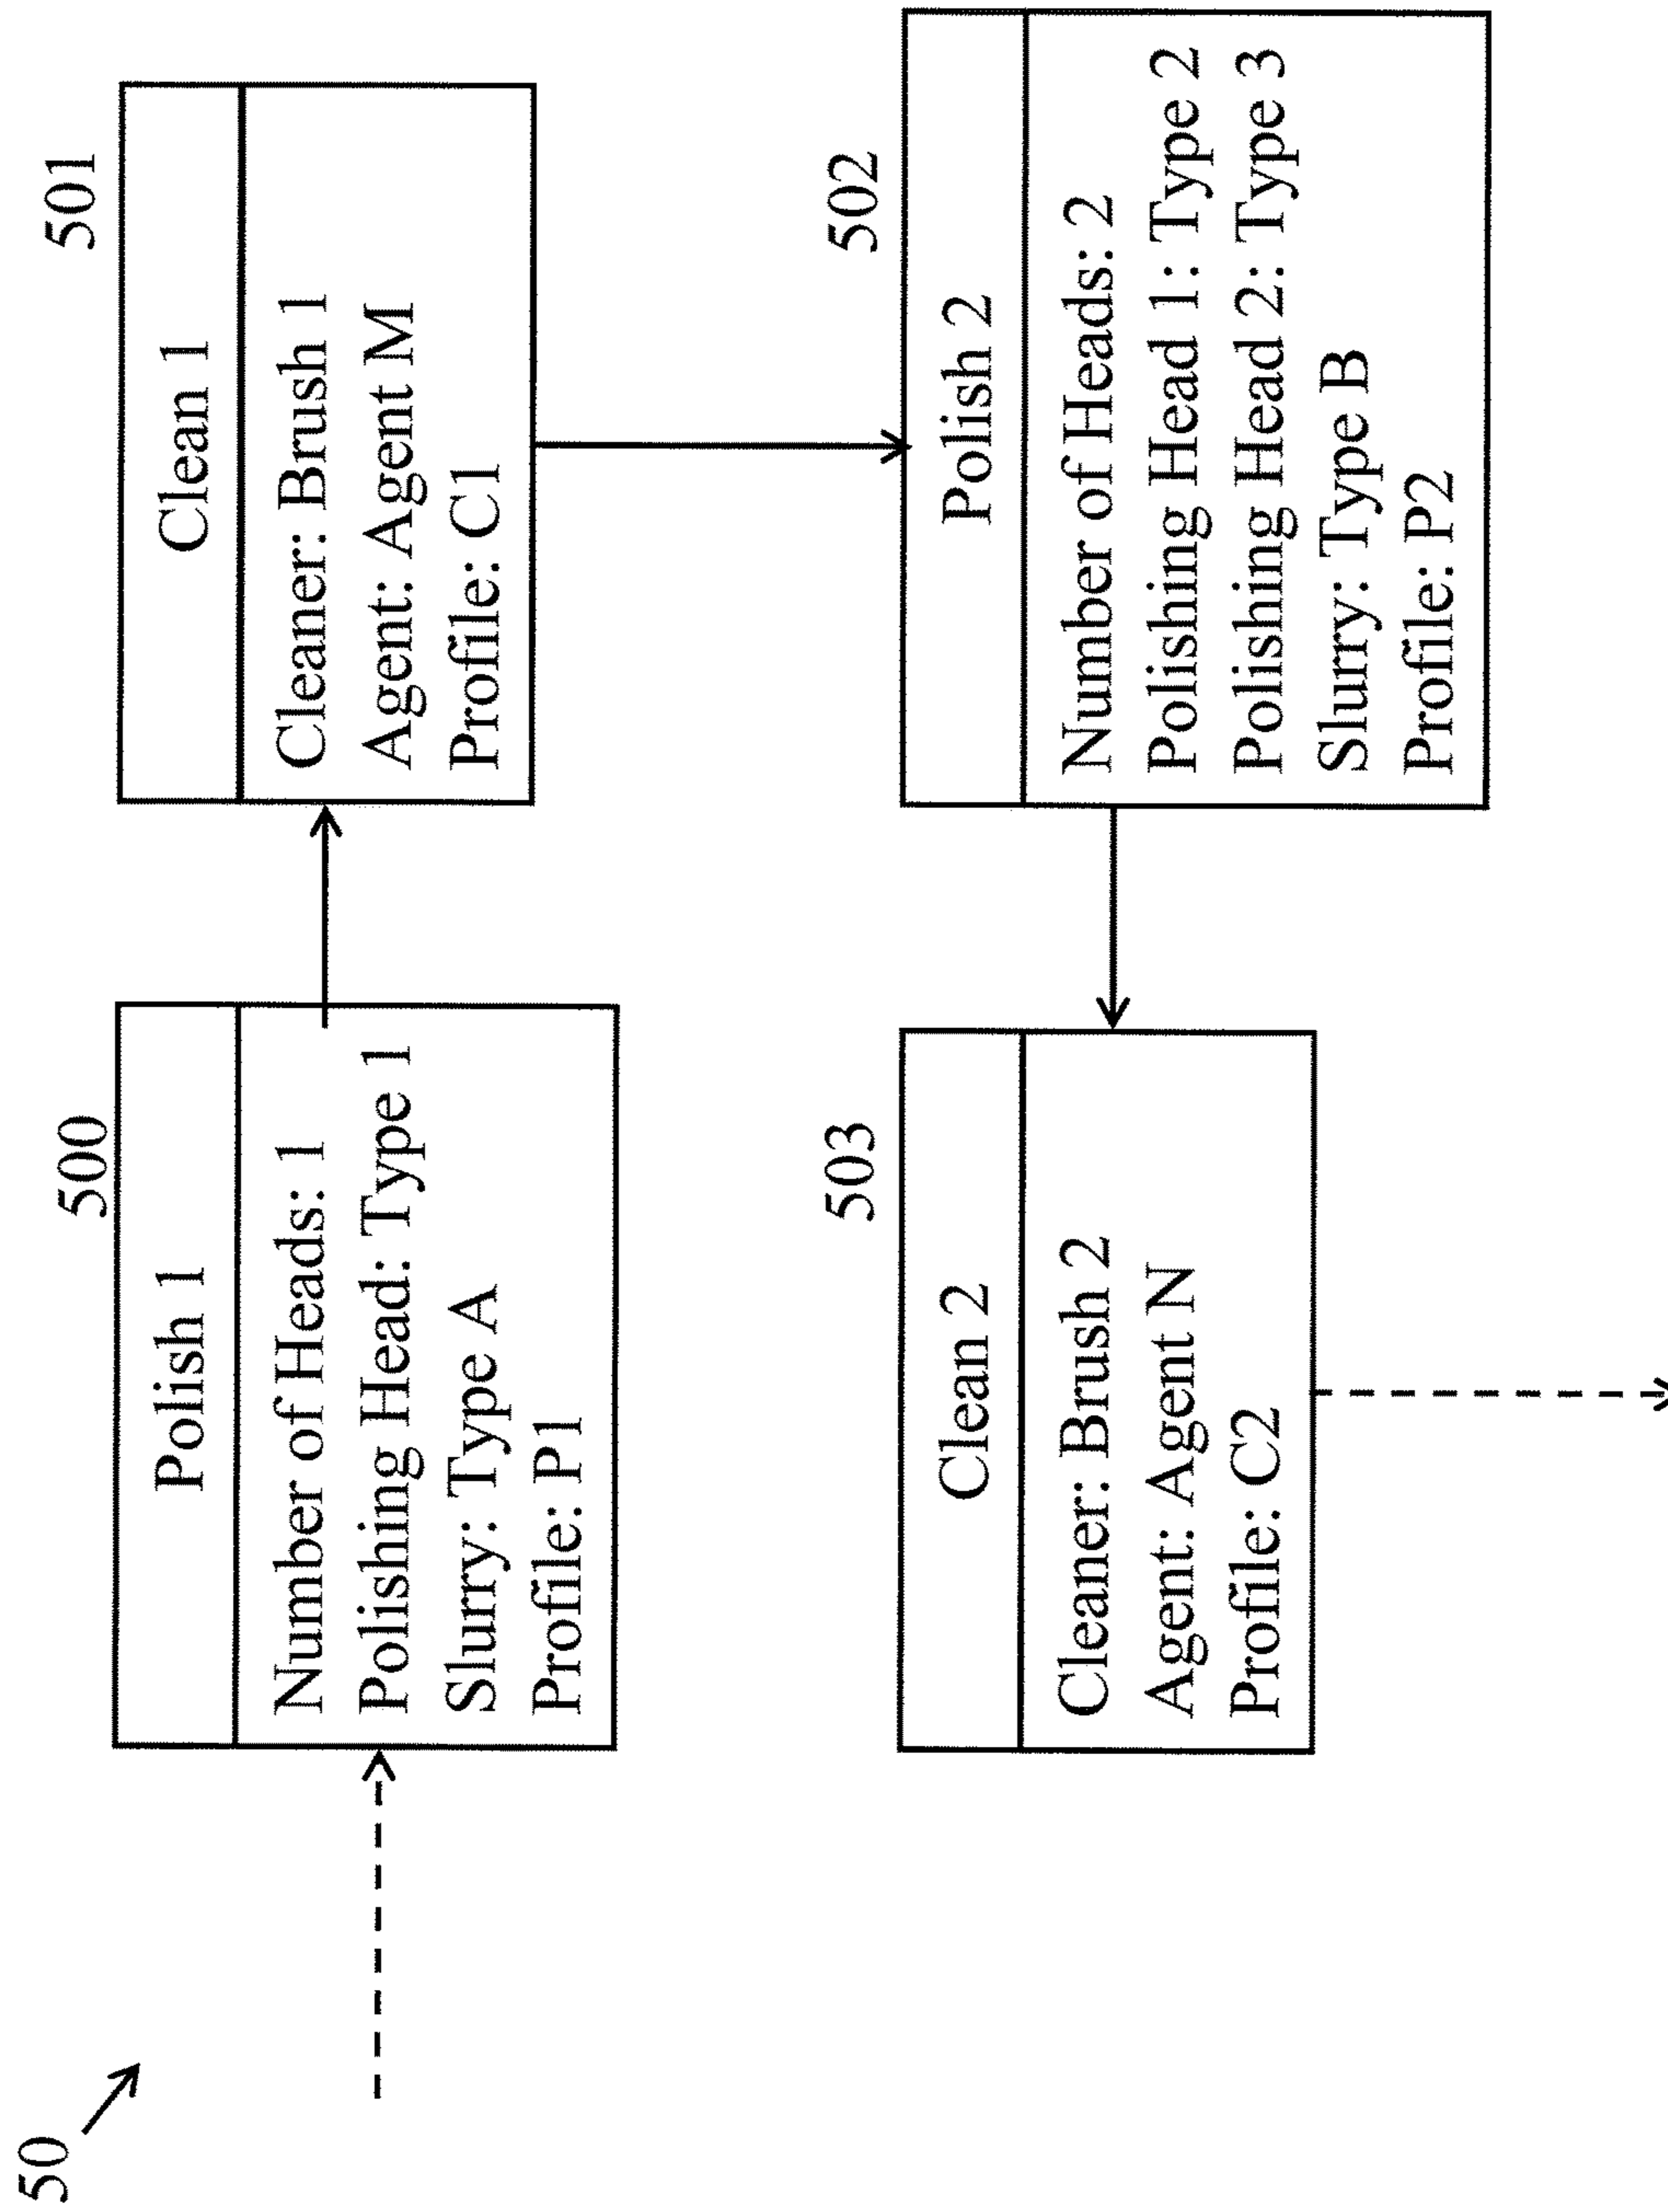 50
500
Polish 1
Number of Heads: 1
Polishing Head: Type 1
Slurry: Type A
Profile: P1
501
Clean 1
Cleaner: Brush 1
Agent: Agent M
Profile: C1
502
Polish 2
Number of Heads: 2
Polishing Head 1: Type 2
Polishing Head 2: Type 3
Slurry: Type B
Profile: P2
503
Clean 2
Cleaner: Brush 2
Agent: Agent N
Profile: C2